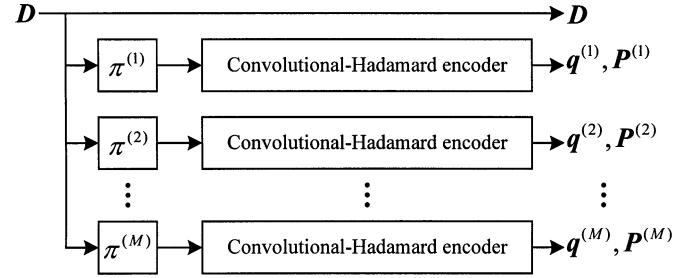 D D
π^(1) Convolutional-Hadamard encoder q^(1), P^(1)
π^(2) Convolutional-Hadamard encoder q^(2), P^(2)
⋮ ⋮ ⋮
π^(M) Convolutional-Hadamard encoder q^(M), P^(M)